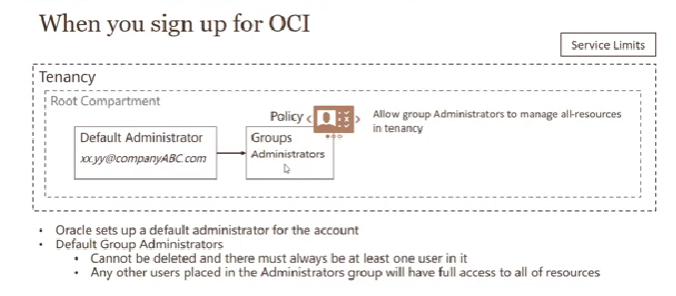 When you sign up for OCI
Service Limits
Tenancy
Root Compartment
Policy
Allow group Administrators to manage all-resources
in tenancy
Default Administrator
xx.yy@companyABC.com
Groups
Administrators
• Oracle sets up a default administrator for the account
• Default Group Administrators
• Cannot be deleted and there must always be at least one user in it
• Any other users placed in the Administrators group will have full access to all of resources